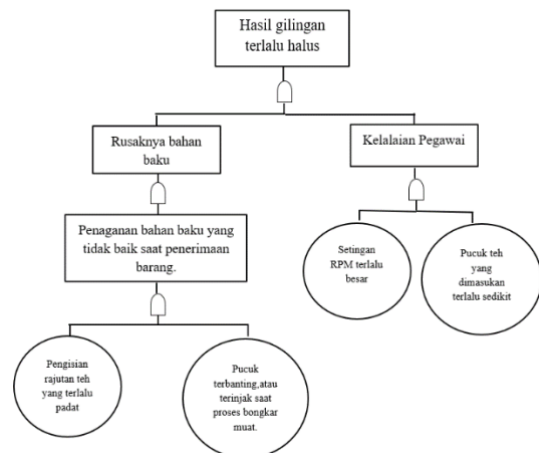 Hasil gilingan
terlalu halus
Rusaknya bahan
baku
Kelalaian Pegawai
Penaganan bahan baku yang
tidak baik saat penerimaan
barang.
Setingan
RPM terlalu
besar
Pucuk teh
yang
dimasukan
terlalu sedikit
Pengisian
rajutan teh
yang terlalu
padat
Pucuk
terbanting,atau
terinjak saat
proses bongkar
muat.